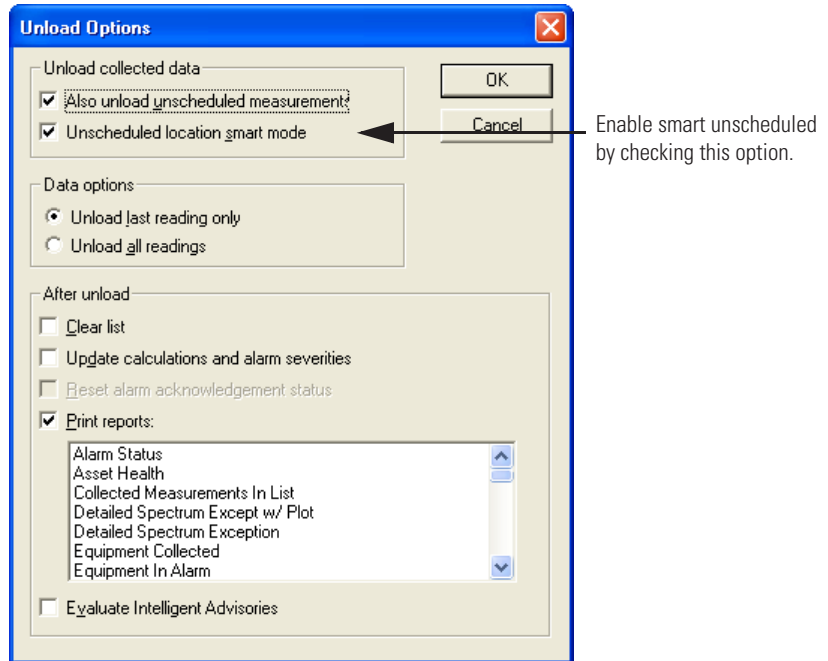 Unload Options
Unload collected data
Also unload unscheduled measurements
Unscheduled location smart mode
OK
Cancel
Enable smart unscheduled
by checking this option.
Data options
Unload last reading only
Unload all readings
After unload
Clear list
Update calculations and alarm severities
Reset alarm acknowledgement status
Print reports:
Alarm Status
Asset Health
Collected Measurements In List
Detailed Spectrum Except w/ Plot
Detailed Spectrum Exception
Equipment Collected
Equipment In Alarm
Evaluate Intelligent Advisories